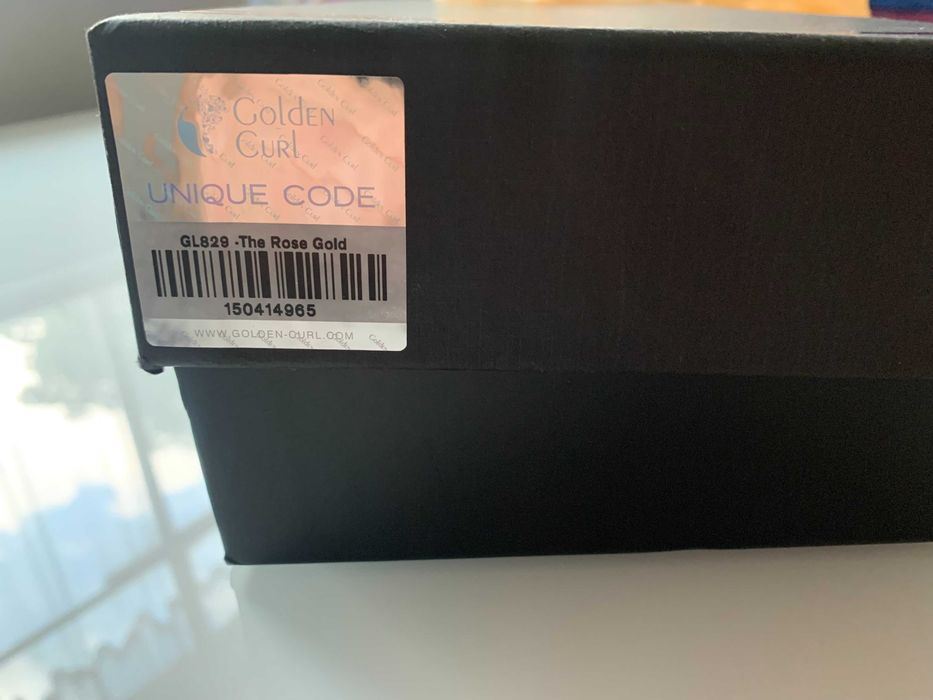 Golden
Curl
UNIQUE CODE
GL829 -The Rose Gold
150414965
WWW.GOLDEN-CURL.COM